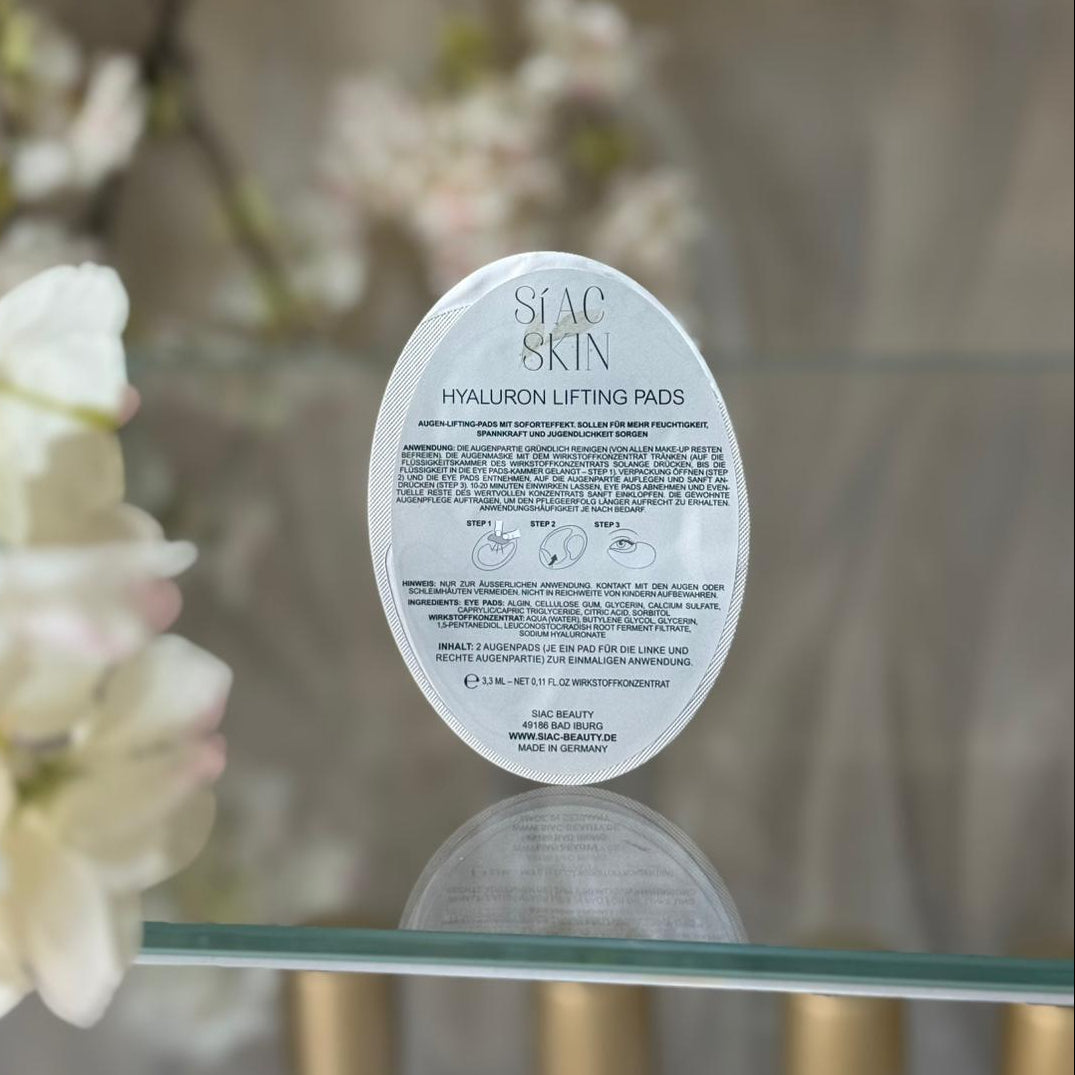 SíAC
SKIN
HYALURON LIFTING PADS
AUGEN-LIFTING-PADS MIT SOFORTEFFEKT. SOLLEN FÜR MEHR FEUCHTIGKEIT,
SPANNKRAFT UND JUGENDLICHKEIT SORGEN
ANWENDUNG: DIE AUGENPARTIE GRÜNDLICH REINIGEN (VON ALLEN MAKE-UP RESTEN
BEFREIEN). DIE AUGENMASKE MIT DEM WIRKSTOFFKONZENTRAT TRÄNKEN (AUF DIE
FLÜSSIGKEITSKAMMER DES WIRKSTOFFKONZENTRATS SOLANGE DRÜCKEN, BIS DIE
FLÜSSIGKEIT IN DIE EYE PADS-KAMMER GELANGT – STEP 1). VERPACKUNG ÖFFNEN (STEP
2) UND DIE EYE PADS ENTNEHMEN, AUF DIE AUGENPARTIE AUFLEGEN UND SANFT AN-
DRÜCKEN (STEP 3). 10-20 MINUTEN EINWIRKEN LASSEN, EYE PADS ABNEHMEN UND EVEN-
TUELLE RESTE DES WERTVOLLEN KONZENTRATS SANFT EINKLOPFEN. DIE GEWOHNTE
AUGENPFLEGE AUFTRAGEN, UM DEN PFLEGEERFOLG LÄNGER AUFRECHT ZU ERHALTEN.
ANWENDUNGSHÄUFIGKEIT JE NACH BEDARF.
STEP 1 STEP 2 STEP 3
HINWEIS: NUR ZUR ÄUSSERLICHEN ANWENDUNG. KONTAKT MIT DEN AUGEN ODER
SCHLEIMHÄUTEN VERMEIDEN. NICHT IN REICHWEITE VON KINDERN AUFBEWAHREN.
INGREDIENTS: EYE PADS: ALGIN, CELLULOSE GUM, GLYCERIN, CALCIUM SULFATE,
CAPRYLIC/CAPRIC TRIGLYCERIDE, CITRIC ACID, SORBITOL
WIRKSTOFFKONZENTRAT: AQUA (WATER), BUTYLENE GLYCOL, GLYCERIN,
1,5-PENTANEDIOL, LEUCONOSTOC/RADISH ROOT FERMENT FILTRATE,
SODIUM HYALURONATE
INHALT: 2 AUGENPADS (JE EIN PAD FÜR DIE LINKE UND
RECHTE AUGENPARTIE) ZUR EINMALIGEN ANWENDUNG.
℮ 3,3 ML – NET 0,11 FL.OZ WIRKSTOFFKONZENTRAT
SIAC BEAUTY
49186 BAD IBURG
WWW.SIAC-BEAUTY.DE
MADE IN GERMANY